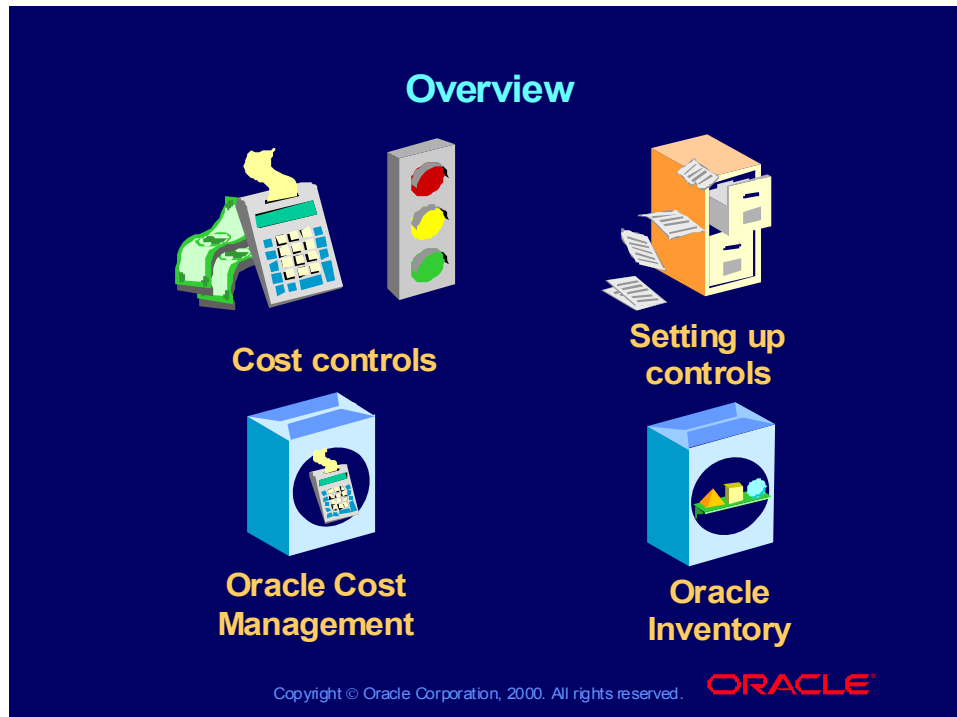 Overview
Cost controls
Setting up
controls
Oracle Cost
Management
Oracle
Inventory
Copyright © Oracle Corporation, 2000. All rights reserved.
ORACLE®